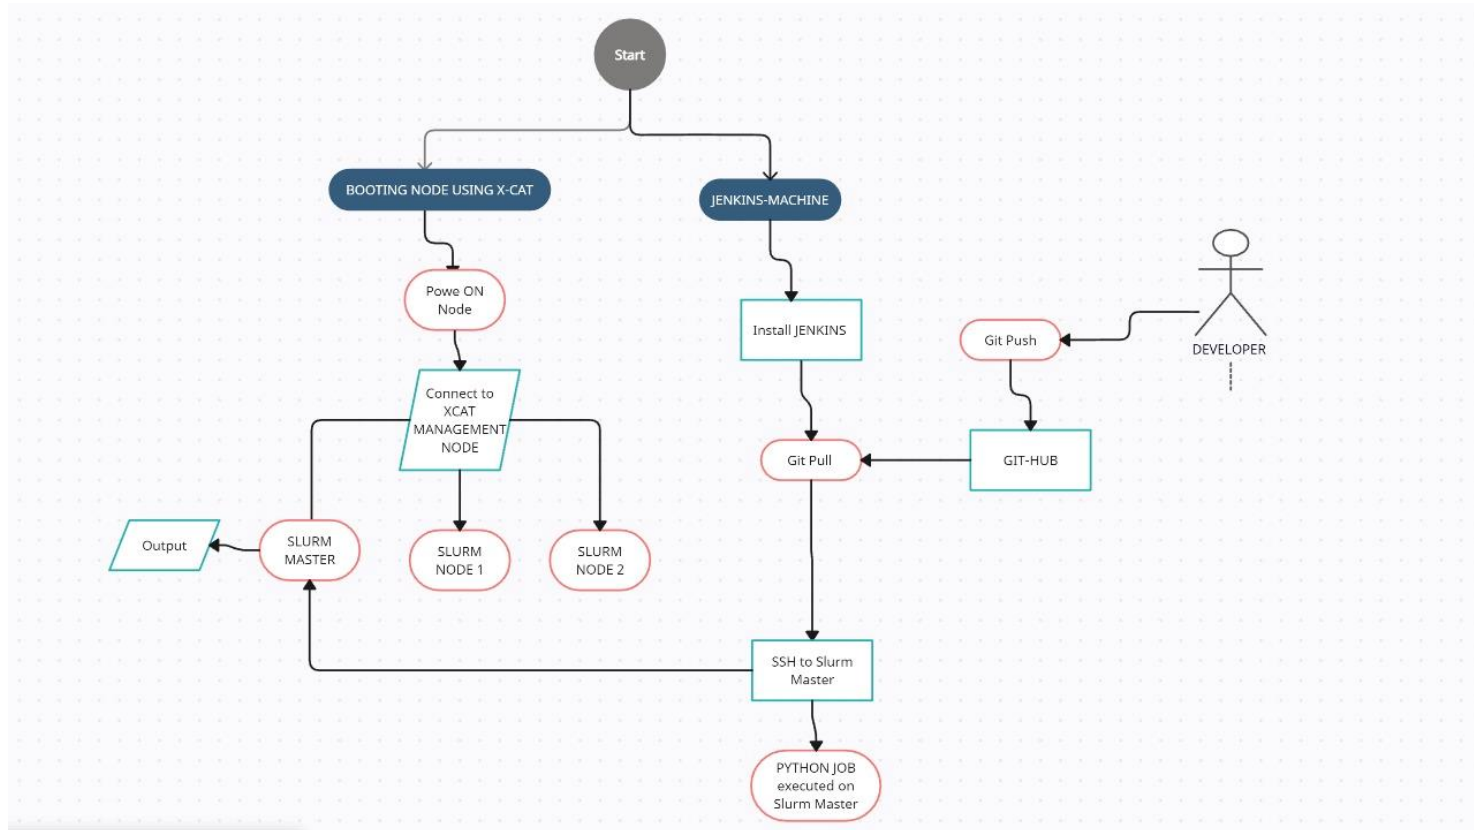 Start
BOOTING NODE USING X-CAT
JENKINS-MACHINE
Powe ON
Node
Install JENKINS
Git Push
DEVELOPER
Connect to
XCAT
MANAGEMENT
NODE
Git Pull
GIT-HUB
Output
SLURM
MASTER
SLURM
NODE 1
SLURM
NODE 2
SSH to Slurm
Master
PYTHON JOB
executed on
Slurm Master